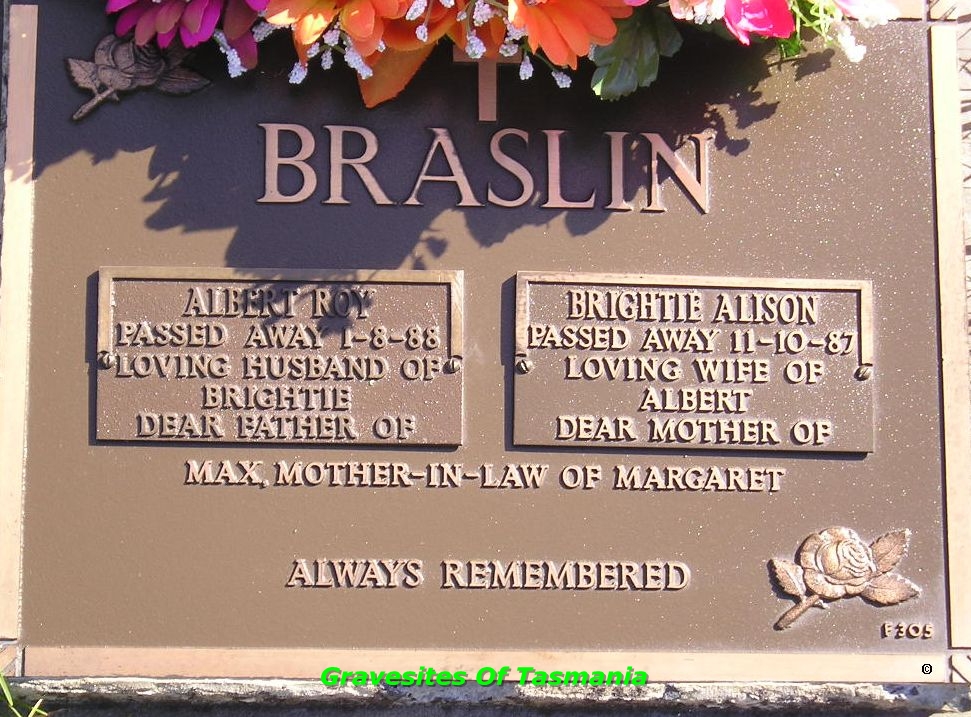 BRASLIN
ALBERT ROY
PASSED AWAY 1-8-88
LOVING HUSBAND OF
BRIGHTIE
DEAR FATHER OF
BRIGHTIE ALISON
PASSED AWAY 11-10-87
LOVING WIFE OF
ALBERT
DEAR MOTHER OF
MAX, MOTHER-IN-LAW OF MARGARET
ALWAYS REMEMBERED
F305
Gravesites Of Tasmania
©